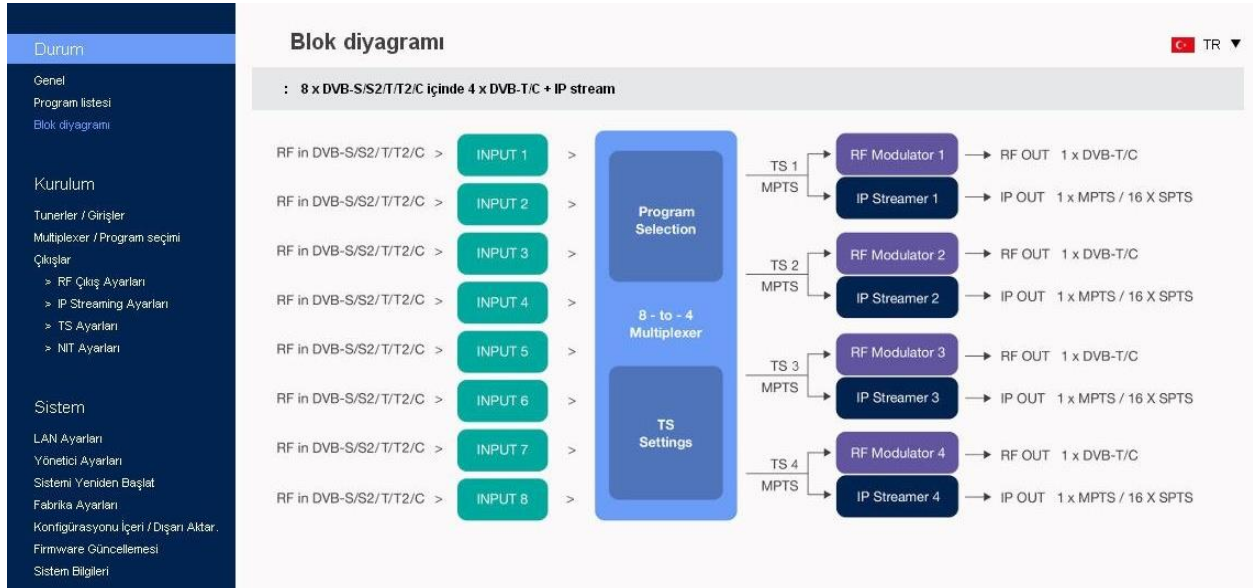 Durum
Genel
Program listesi
Blok diyagramı
Kurulum
Tunerler / Girişler
Multiplexer / Program seçimi
Çıkışlar
> RF Çıkış Ayarları
> IP Streaming Ayarları
> TS Ayarları
> NIT Ayarları
Sistem
LAN Ayarları
Yönetici Ayarları
Sistemi Yeniden Başlat
Fabrika Ayarları
Konfigürasyonu İçeri / Dışarı Aktar.
Firmware Güncellemesi
Sistem Bilgileri
Blok diyagramı
TR ▼
: 8 x DVB-S/S2/T/T2/C içinde 4 x DVB-T/C + IP stream
RF in DVB-S/S2/T/T2/C > INPUT 1 >
RF in DVB-S/S2/T/T2/C > INPUT 2 >
RF in DVB-S/S2/T/T2/C > INPUT 3 >
RF in DVB-S/S2/T/T2/C > INPUT 4 >
RF in DVB-S/S2/T/T2/C > INPUT 5 >
RF in DVB-S/S2/T/T2/C > INPUT 6 >
RF in DVB-S/S2/T/T2/C > INPUT 7 >
RF in DVB-S/S2/T/T2/C > INPUT 8 >
Program
Selection
8 - to - 4
Multiplexer
TS
Settings
TS 1
MPTS
RF Modulator 1 RF OUT 1 x DVB-T/C
IP Streamer 1 IP OUT 1 x MPTS / 16 X SPTS
TS 2
MPTS
RF Modulator 2 RF OUT 1 x DVB-T/C
IP Streamer 2 IP OUT 1 x MPTS / 16 X SPTS
TS 3
MPTS
RF Modulator 3 RF OUT 1 x DVB-T/C
IP Streamer 3 IP OUT 1 x MPTS / 16 X SPTS
TS 4
MPTS
RF Modulator 4 RF OUT 1 x DVB-T/C
IP Streamer 4 IP OUT 1 x MPTS / 16 X SPTS